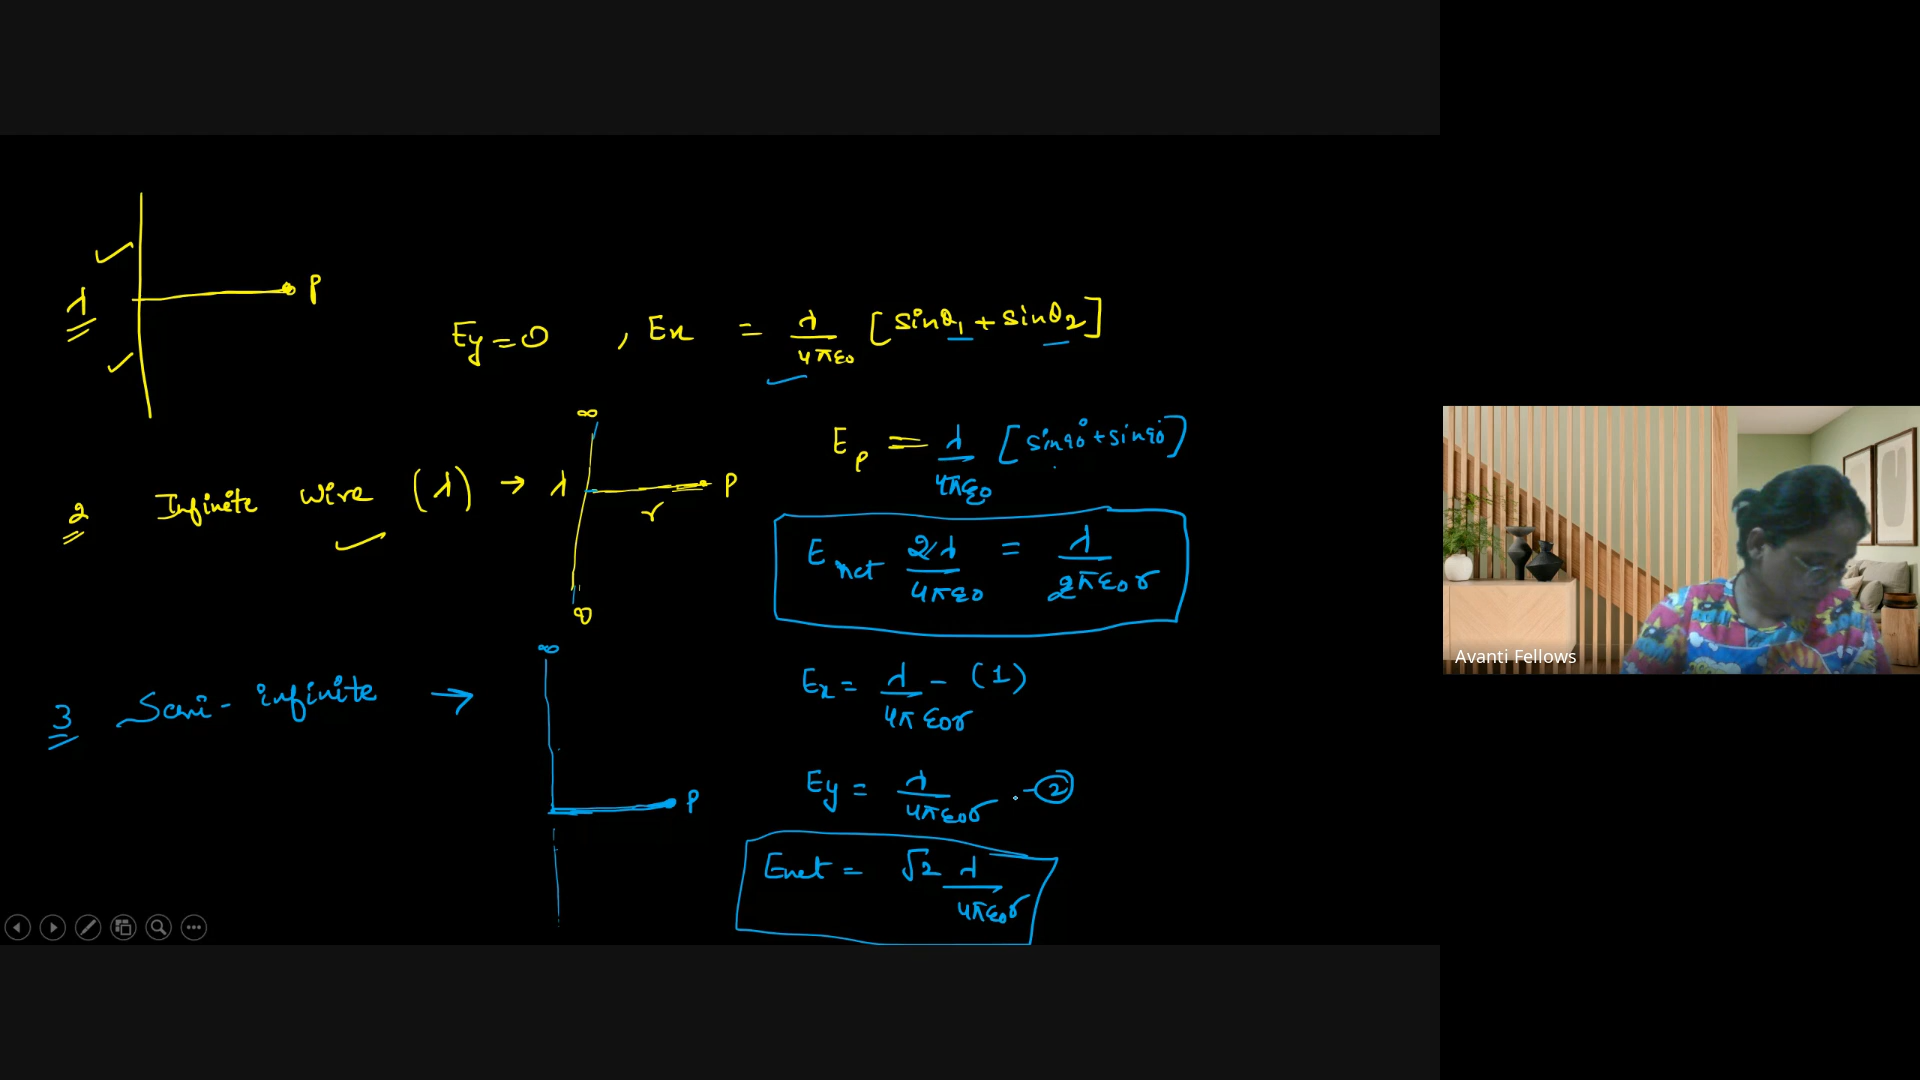 λ
P
Ey = 0 , Ex = λ/4πε0 [sinθ1 + sinθ2]
∞
Ep = λ/4πε0 [sin90° + sin90°]
2 Infinite wire (λ) → λ P
r
E net 2λ/4πε0 = λ/2πε0r
∞
∞
3 Semi-infinite →
Ex = λ/4πε0r - (1)
P
Ey = λ/4πε0r - 2
Enet = √2 λ/4πε0r
Avanti Fellows